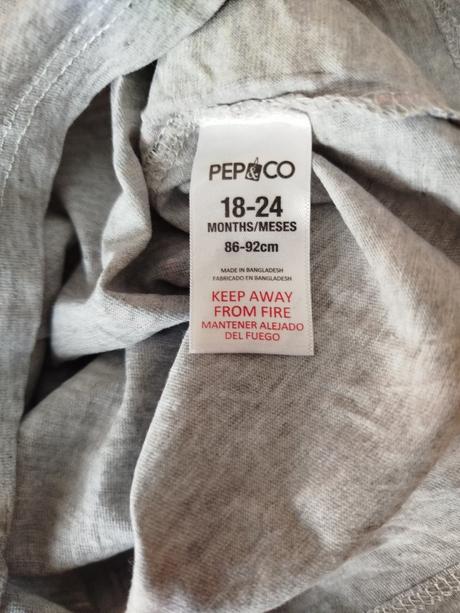 PEP&CO
18-24
MONTHS/MESES
86-92cm
MADE IN BANGLADESH
FABRICADO EN BANGLADESH
KEEP AWAY
FROM FIRE
MANTENER ALEJADO
DEL FUEGO